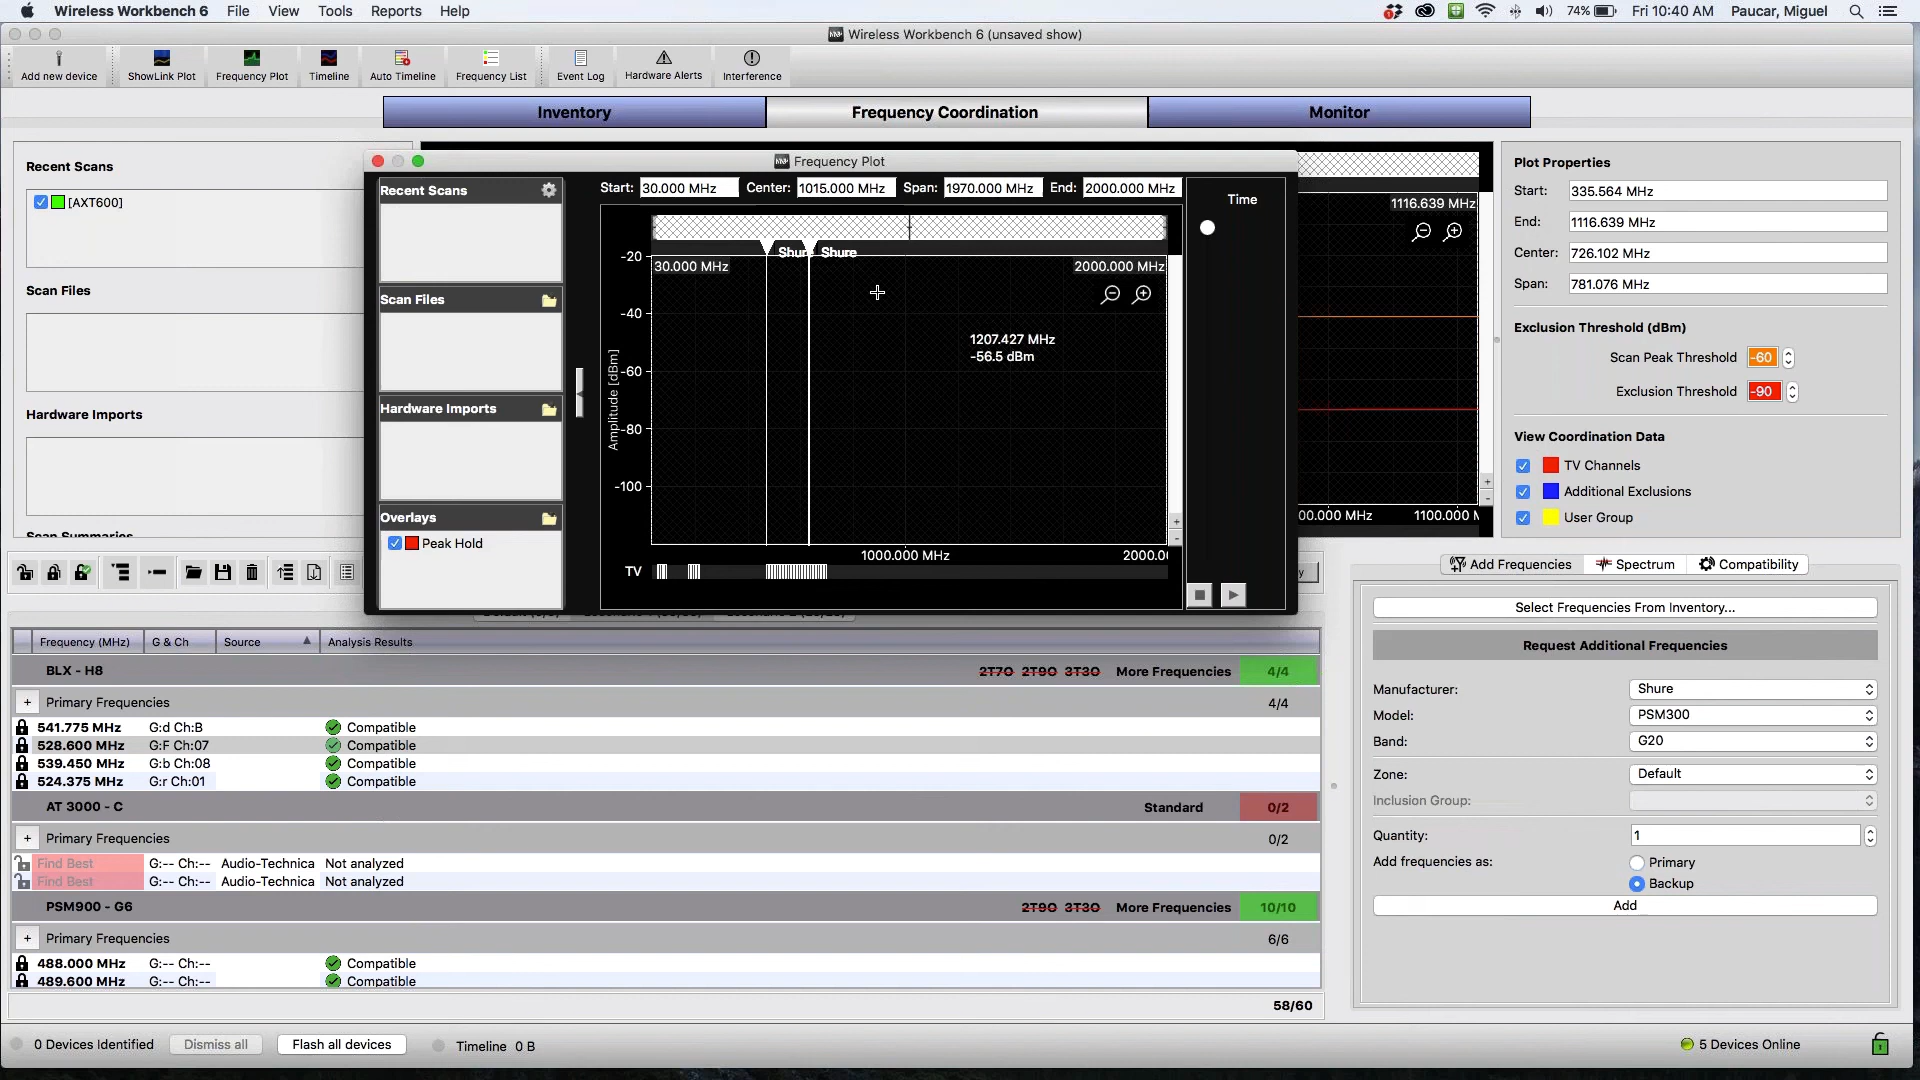 Wireless Workbench 6 File View Tools Reports Help 74% Fri 10:40 AM Paucar, Miguel
Wireless Workbench 6 (unsaved show)
Add new device ShowLink Plot Frequency Plot Timeline Auto Timeline Frequency List Event Log Hardware Alerts Interference
Inventory Frequency Coordination Monitor
Recent Scans
[AXT600]
Scan Files
Hardware Imports
Frequency Plot
Recent Scans
Scan Files
Hardware Imports
Overlays
Peak Hold
Start: 30.000 MHz Center: 1015.000 MHz Span: 1970.000 MHz End: 2000.000 MHz
Time
Shure Shure
30.000 MHz 2000.000 MHz
1207.427 MHz
-56.5 dBm
Amplitude [dBm]
-20
-40
-60
-80
-100
1000.000 MHz 2000.0
TV
1116.639 MHz
00.000 MHz 1100.000 M
Plot Properties
Start: 335.564 MHz
End: 1116.639 MHz
Center: 726.102 MHz
Span: 781.076 MHz
Exclusion Threshold (dBm)
Scan Peak Threshold -60
Exclusion Threshold -90
View Coordination Data
TV Channels
Additional Exclusions
User Group
Frequency (MHz) G & Ch Source Analysis Results
BLX - H8 2T7O 2T9O 3T3O More Frequencies 4/4
+ Primary Frequencies 4/4
541.775 MHz G:d Ch:B Compatible
528.600 MHz G:F Ch:07 Compatible
539.450 MHz G:b Ch:08 Compatible
524.375 MHz G:r Ch:01 Compatible
AT 3000 - C Standard 0/2
+ Primary Frequencies 0/2
Find Best G:-- Ch:-- Audio-Technica Not analyzed
Find Best G:-- Ch:-- Audio-Technica Not analyzed
PSM900 - G6 2T9O 3T3O More Frequencies 10/10
+ Primary Frequencies 6/6
488.000 MHz G:-- Ch:-- Compatible
489.600 MHz G:-- Ch:-- Compatible
58/60
Add Frequencies Spectrum Compatibility
Select Frequencies From Inventory...
Request Additional Frequencies
Manufacturer: Shure
Model: PSM300
Band: G20
Zone: Default
Inclusion Group:
Quantity: 1
Add frequencies as: Primary
Backup
Add
0 Devices Identified Dismiss all Flash all devices Timeline 0 B 5 Devices Online